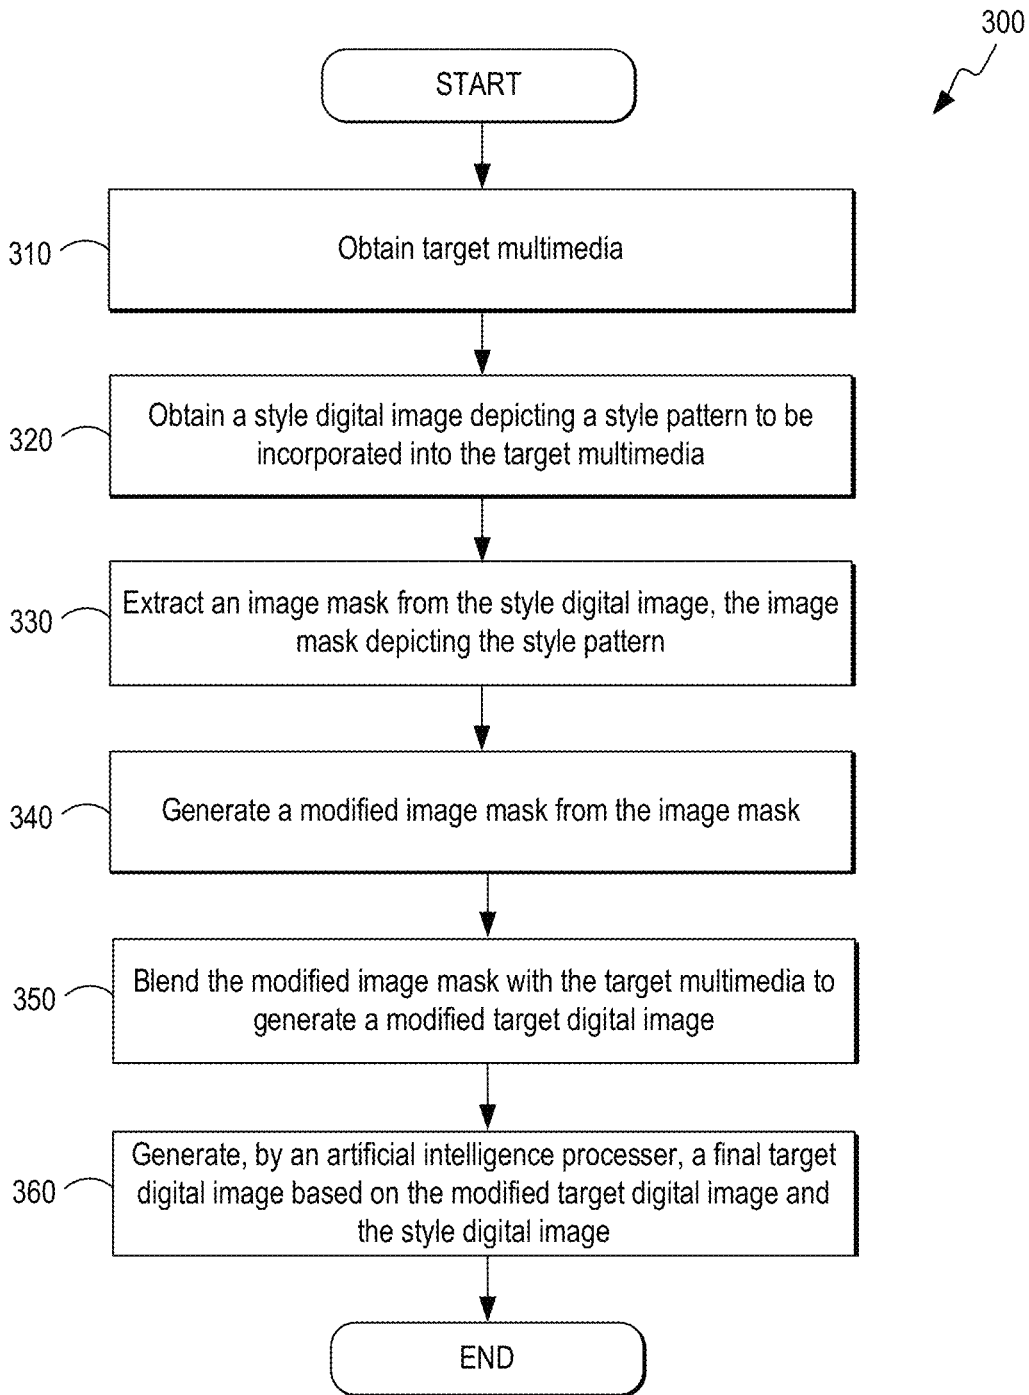 300
START
310
Obtain target multimedia
320
Obtain a style digital image depicting a style pattern to be
incorporated into the target multimedia
330
Extract an image mask from the style digital image, the image
mask depicting the style pattern
340
Generate a modified image mask from the image mask
350
Blend the modified image mask with the target multimedia to
generate a modified target digital image
360
Generate, by an artificial intelligence processer, a final target
digital image based on the modified target digital image and
the style digital image
END